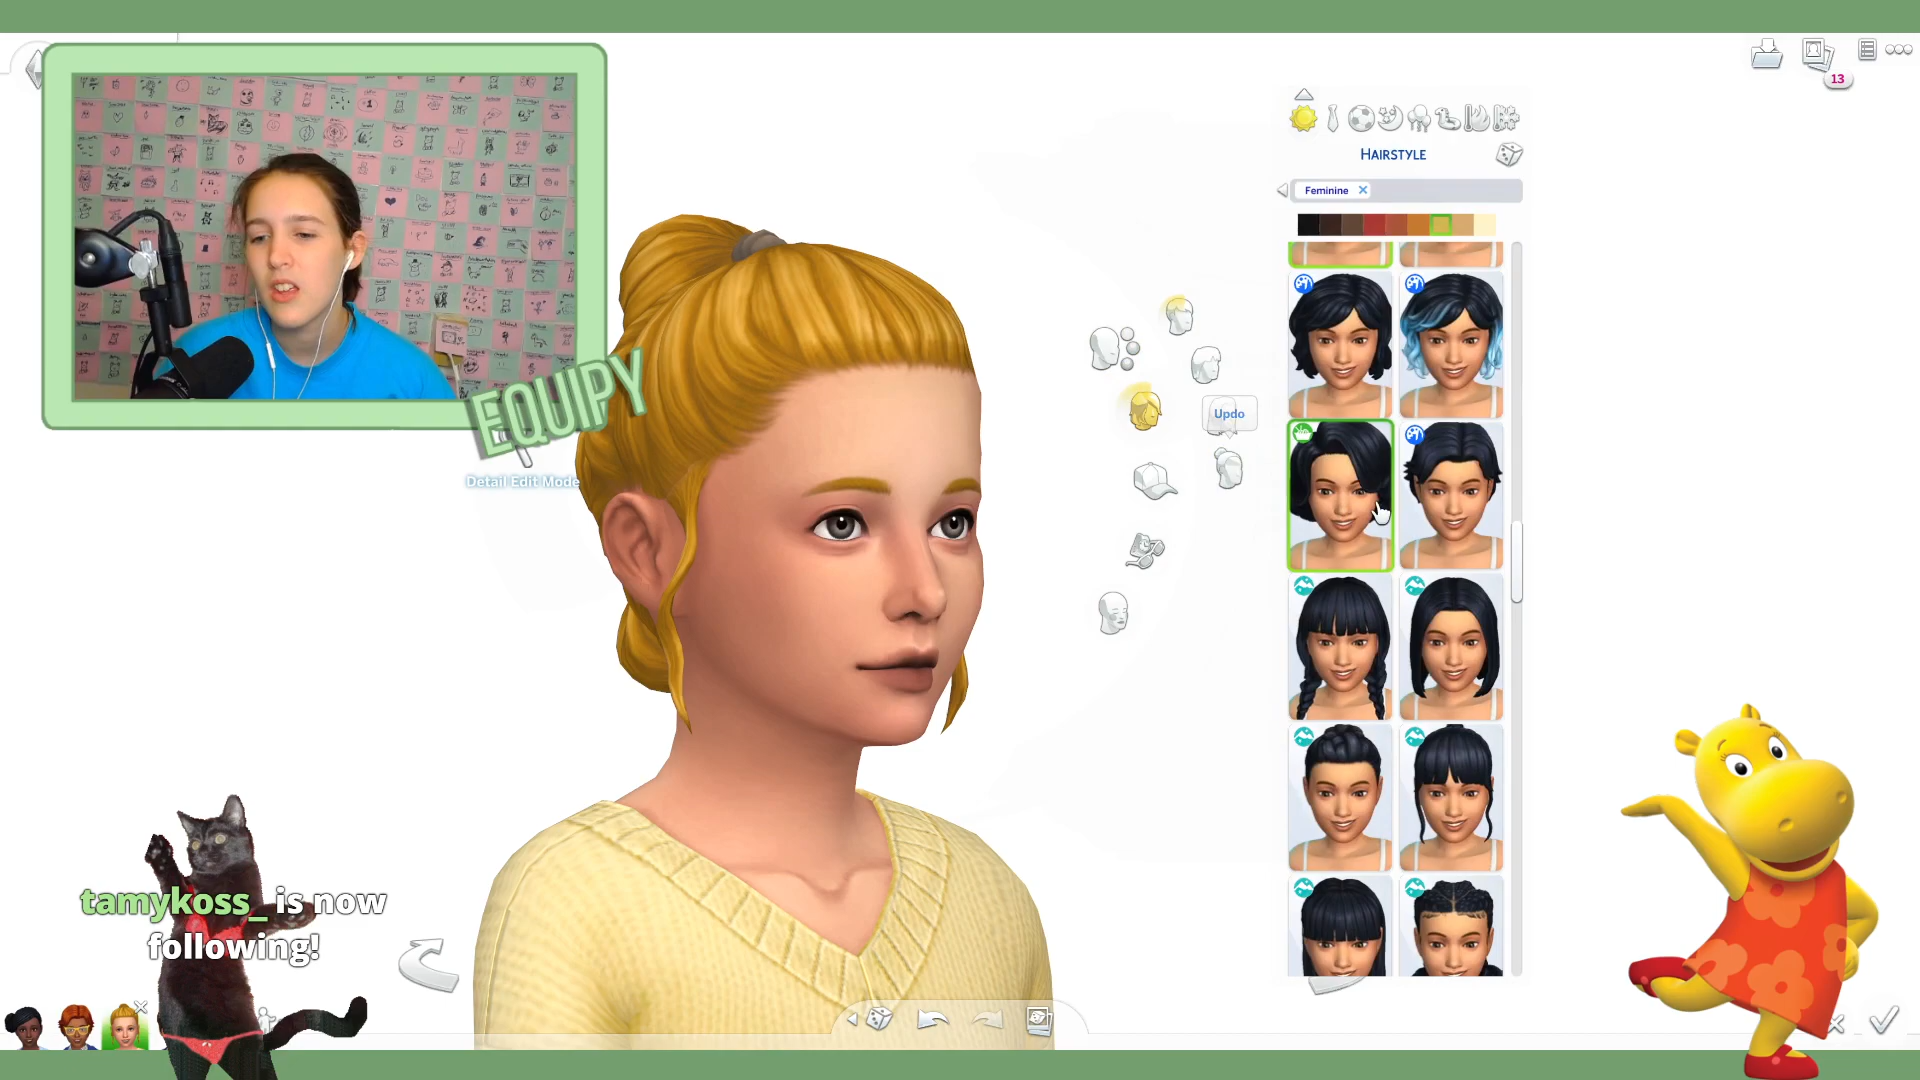 13
HAIRSTYLE
Feminine
EQUIPY
Updo
Detail Edit Mode
tamykoss_ is now
following!